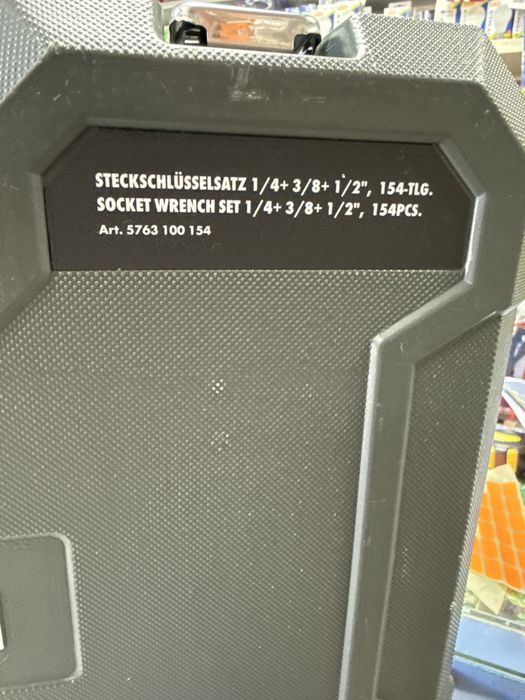 STECKSCHLÜSSELSATZ 1/4+ 3/8+ 1/2", 154-TLG.
SOCKET WRENCH SET 1/4+ 3/8+ 1/2", 154PCS.
Art. 5763 100 154